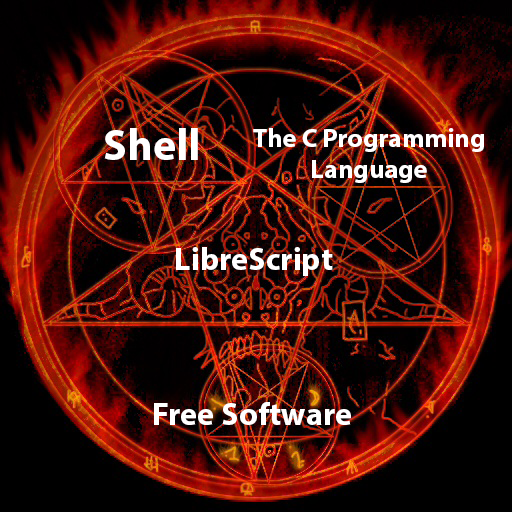 Shell
The C Programming
Language
LibreScript
Free Software